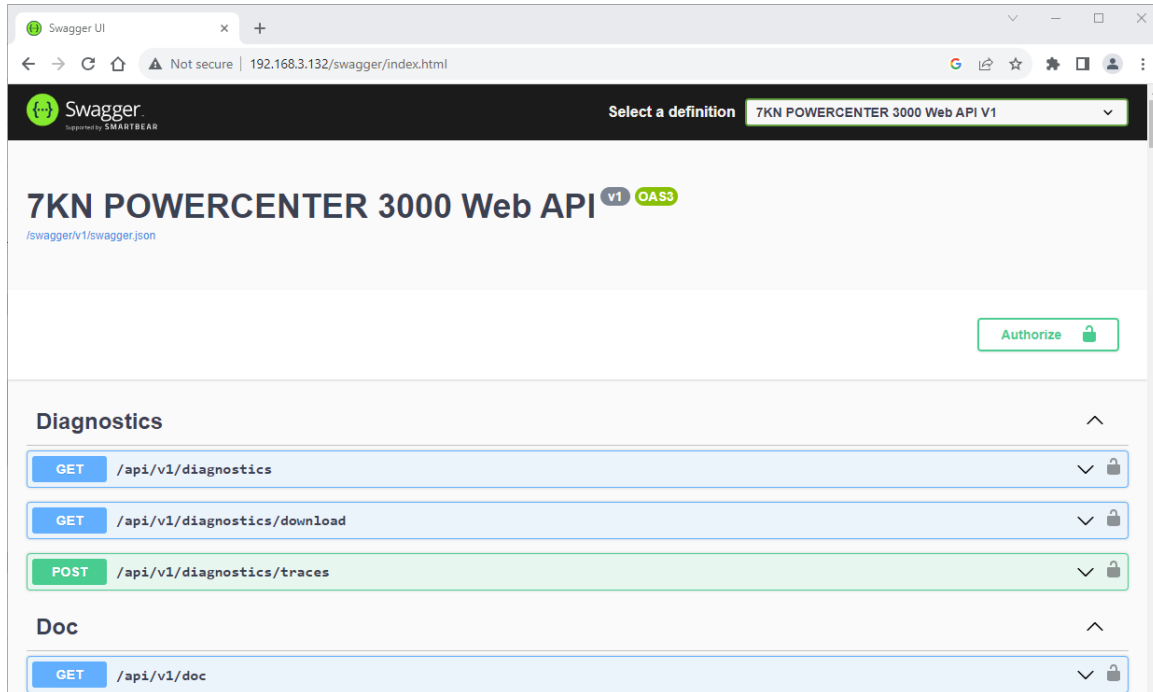 Swagger UI
Not secure | 192.168.3.132/swagger/index.html
Swagger.
Supported by SMARTBEAR
Select a definition
7KN POWERCENTER 3000 Web API V1
7KN POWERCENTER 3000 Web API v1 OAS3
/swagger/v1/swagger.json
Authorize
Diagnostics
GET /api/v1/diagnostics
GET /api/v1/diagnostics/download
POST /api/v1/diagnostics/traces
Doc
GET /api/v1/doc